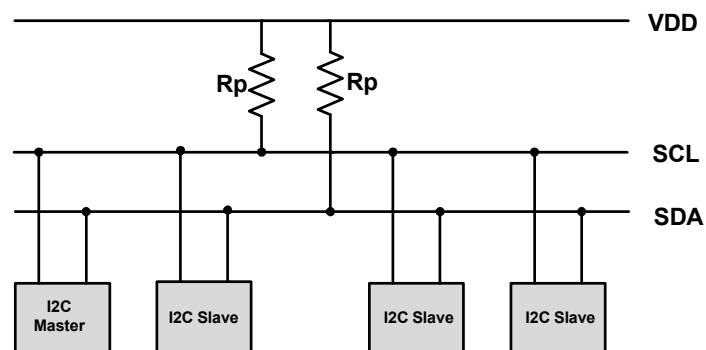 VDD
Rp
Rp
SCL
SDA
I2C
Master
I2C Slave
I2C Slave
I2C Slave